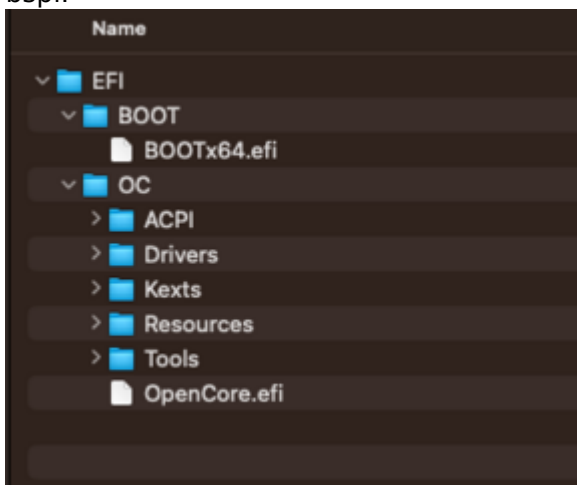 Name
EFI
BOOT
BOOTx64.efi
OC
ACPI
Drivers
Kexts
Resources
Tools
OpenCore.efi